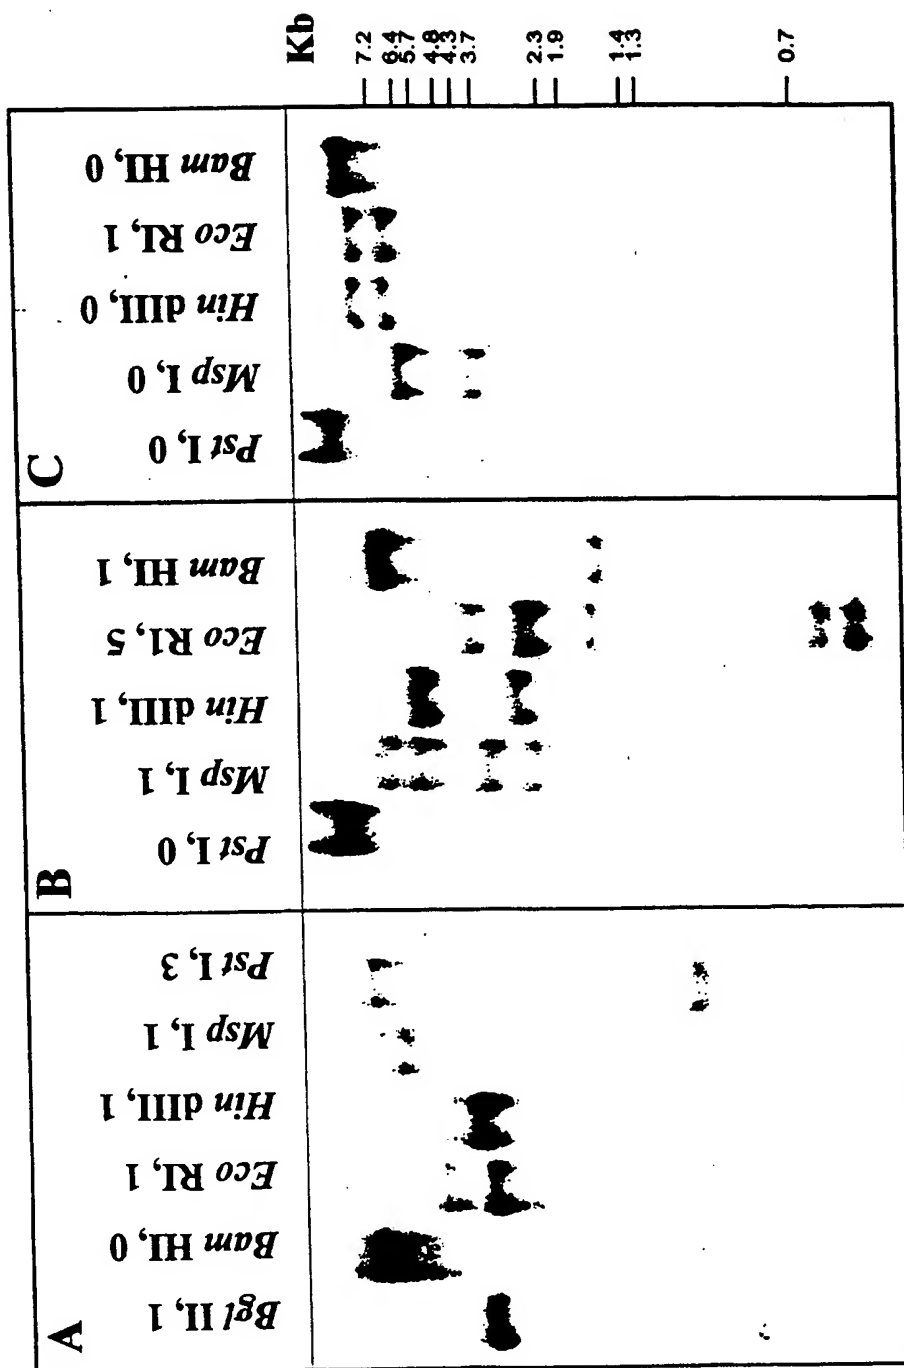 A
Bgl II, 1
Bam HI, 0
Eco RI, 1
Hin dIII, 1
Msp I, 1
Pst I, 3
B
Pst I, 0
Msp I, 1
Hin dIII, 1
Eco R1, 5
Bam HI, 1
C
Pst I, 0
Msp I, 0
Hin dIII, 0
Eco RI, 1
Bam HI, 0
Kb
7.2
6.4
5.7
4.8
4.3
3.7
2.3
1.9
1.4
1.3
0.7